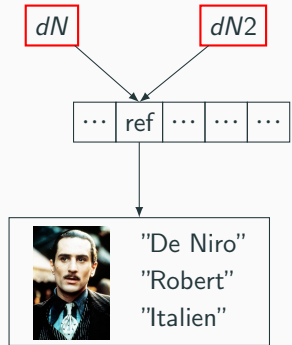 dN dN2
... ref ... ... ...
"De Niro"
"Robert"
"Italien"